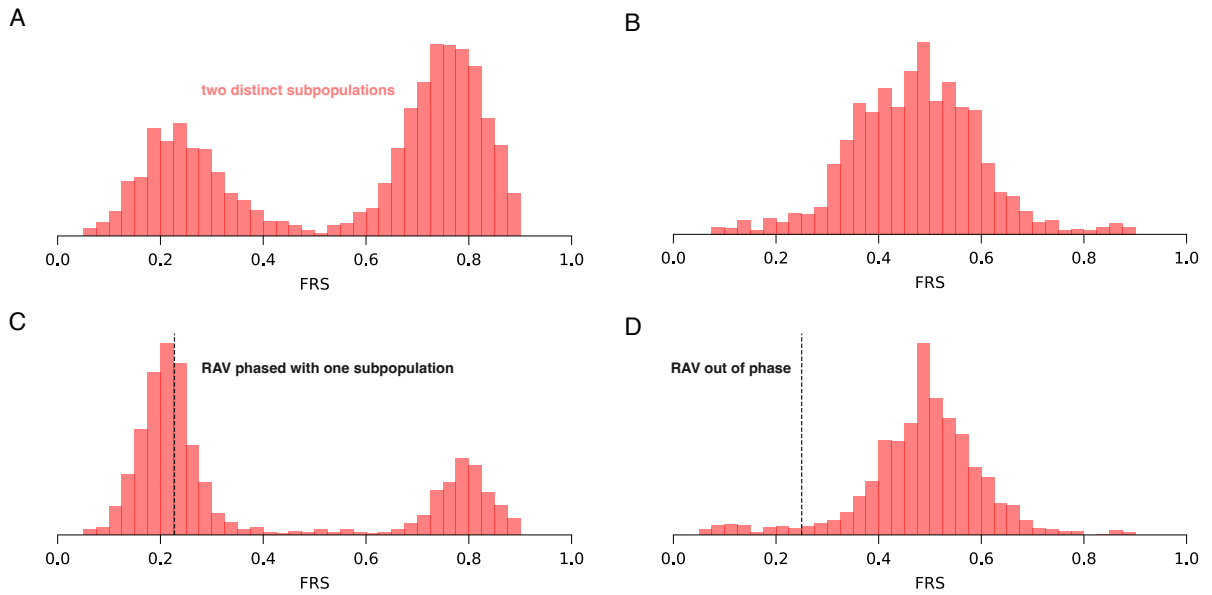 A
two distinct subpopulations
0.0 0.2 0.4 0.6 0.8 1.0
FRS
B
0.0 0.2 0.4 0.6 0.8 1.0
FRS
C
RAV phased with one subpopulation
0.0 0.2 0.4 0.6 0.8 1.0
FRS
D
RAV out of phase
0.0 0.2 0.4 0.6 0.8 1.0
FRS